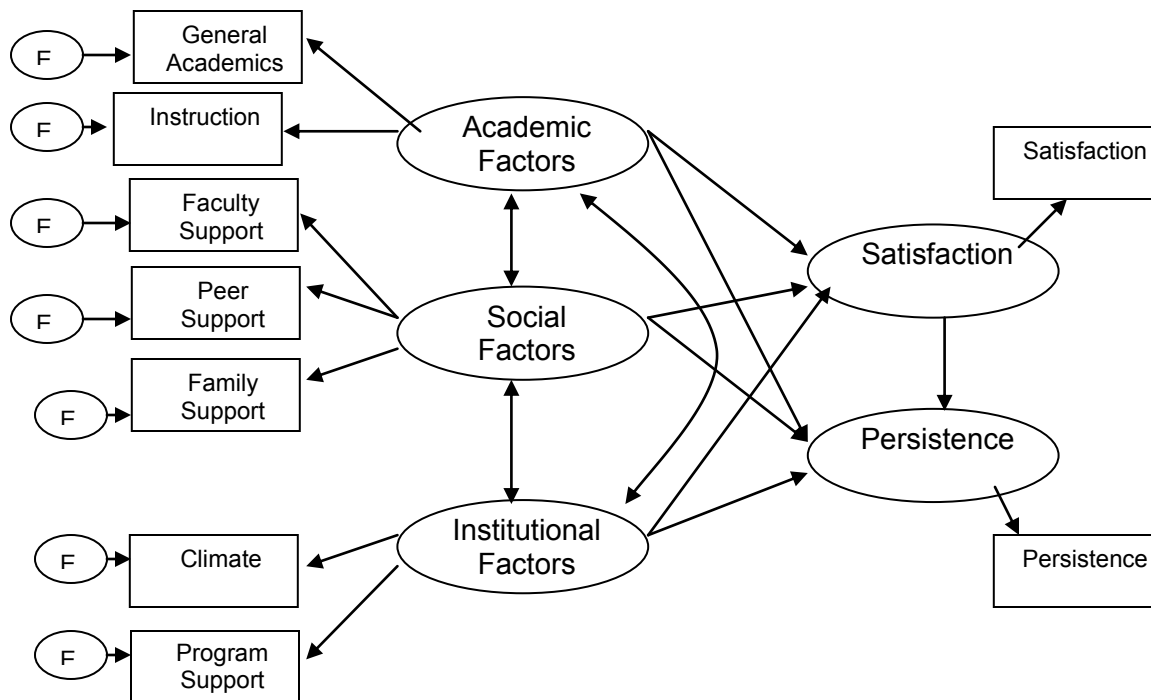 F
General
Academics
F
Instruction
Academic
Factors
Satisfaction
F
Faculty
Support
Satisfaction
F
Peer
Support
Social
Factors
F
Family
Support
Persistence
F
Climate
Institutional
Factors
Persistence
F
Program
Support